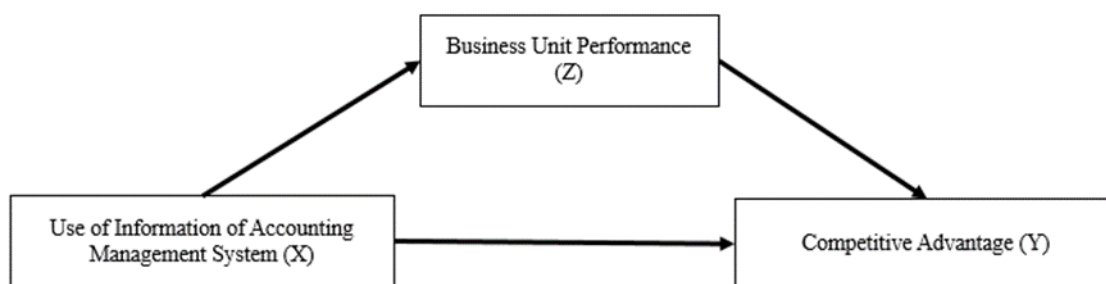 Business Unit Performance
(Z)
Use of Information of Accounting
Management System (X)
Competitive Advantage (Y)